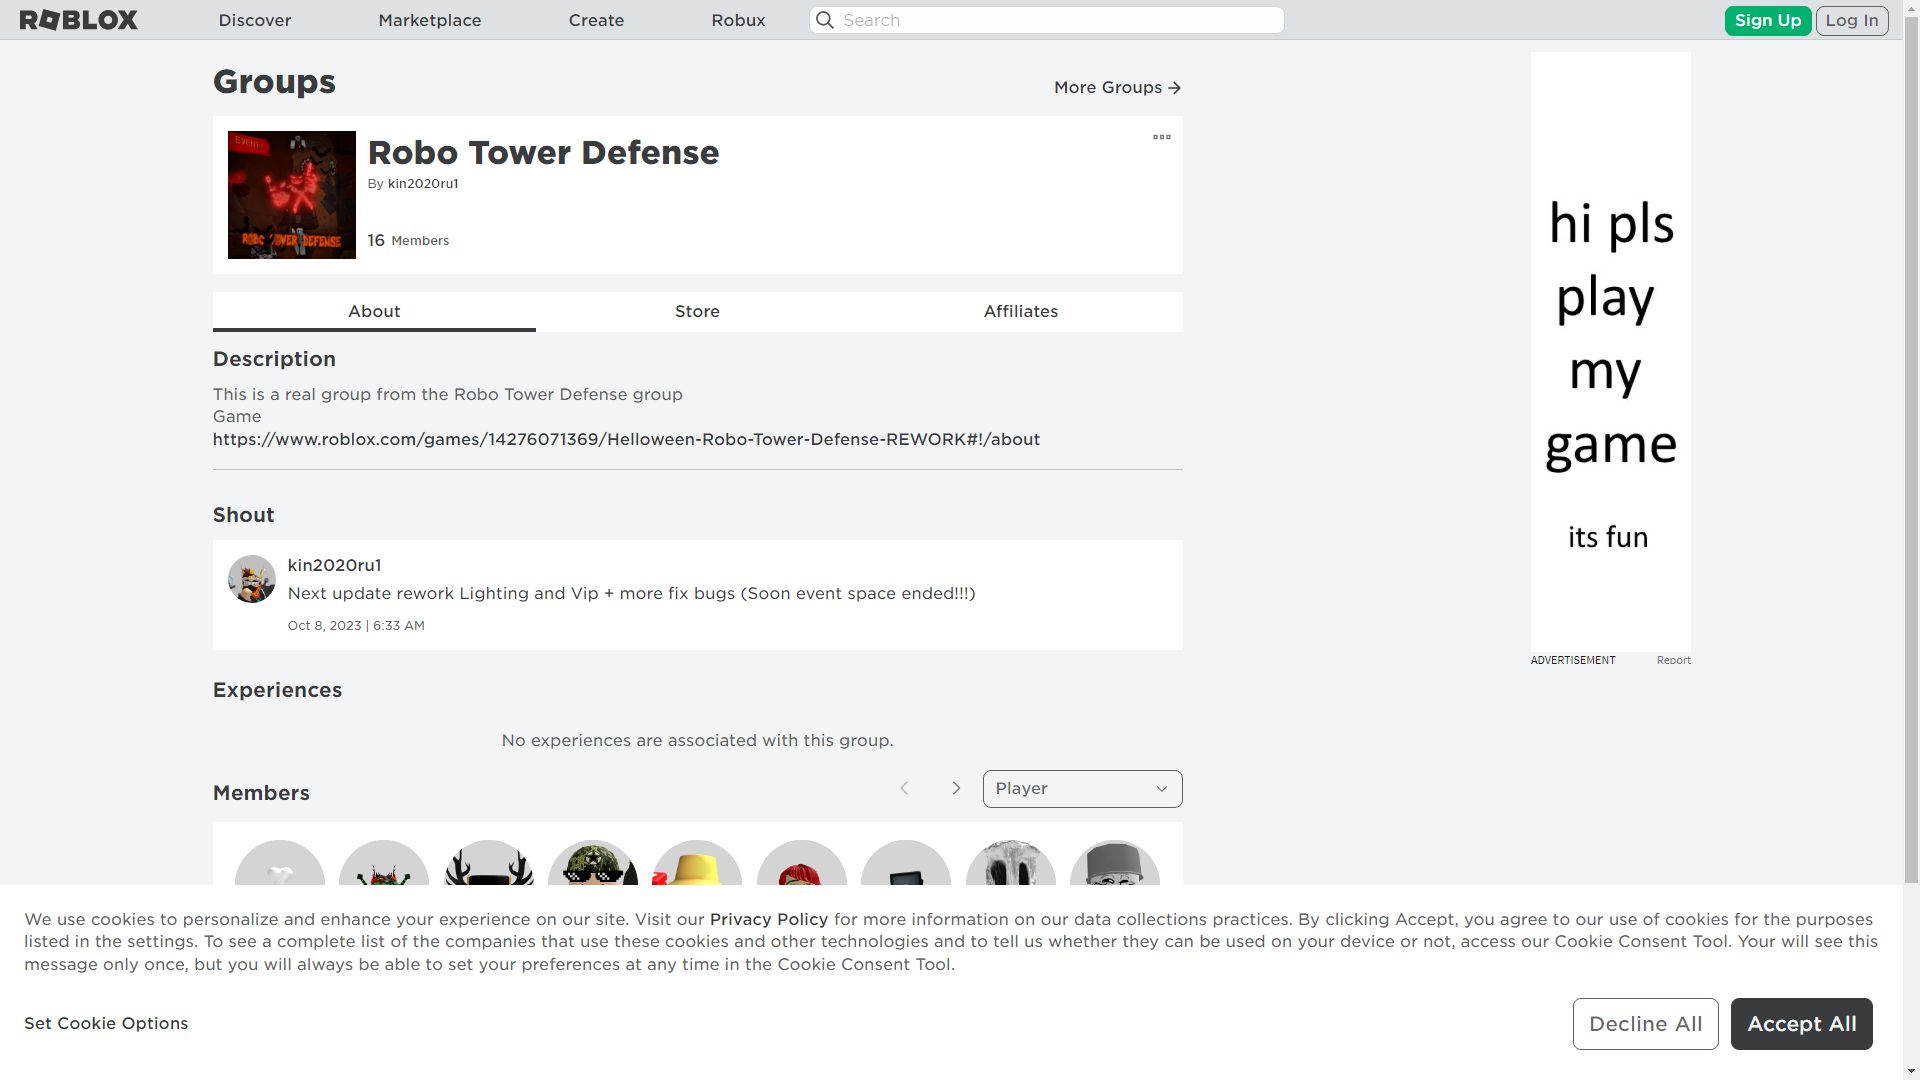 ROBLOX
Discover
Marketplace
Create
Robux
Search
Sign Up
Log In
Groups
More Groups
EVENT!
ROBO TOWER DEFENSE
Robo Tower Defense
By kin2020ru1
16 Members
About
Store
Affiliates
Description
This is a real group from the Robo Tower Defense group
Game
https://www.roblox.com/games/14276071369/Helloween-Robo-Tower-Defense-REWORK#!/about
Shout
kin2020ru1
Next update rework Lighting and Vip + more fix bugs (Soon event space ended!!!)
Oct 8, 2023 | 6:33 AM
Experiences
No experiences are associated with this group.
Members
Player
hi pls
play
my
game
its fun
ADVERTISEMENT
Report
We use cookies to personalize and enhance your experience on our site. Visit our Privacy Policy for more information on our data collections practices. By clicking Accept, you agree to our use of cookies for the purposes
listed in the settings. To see a complete list of the companies that use these cookies and other technologies and to tell us whether they can be used on your device or not, access our Cookie Consent Tool. Your will see this
message only once, but you will always be able to set your preferences at any time in the Cookie Consent Tool.
Set Cookie Options
Decline All
Accept All